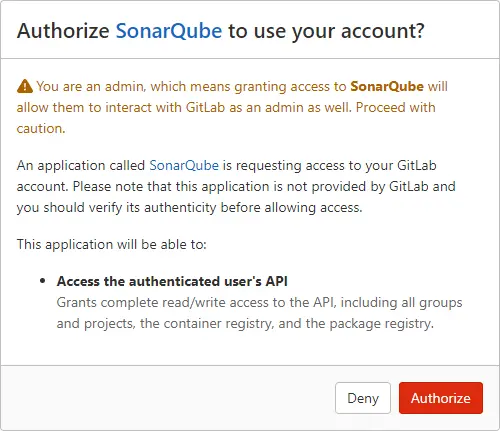 Authorize SonarQube to use your account?
You are an admin, which means granting access to SonarQube will
allow them to interact with GitLab as an admin as well. Proceed with
caution.
An application called SonarQube is requesting access to your GitLab
account. Please note that this application is not provided by GitLab and
you should verify its authenticity before allowing access.
This application will be able to:
• Access the authenticated user's API
Grants complete read/write access to the API, including all groups
and projects, the container registry, and the package registry.
Deny Authorize